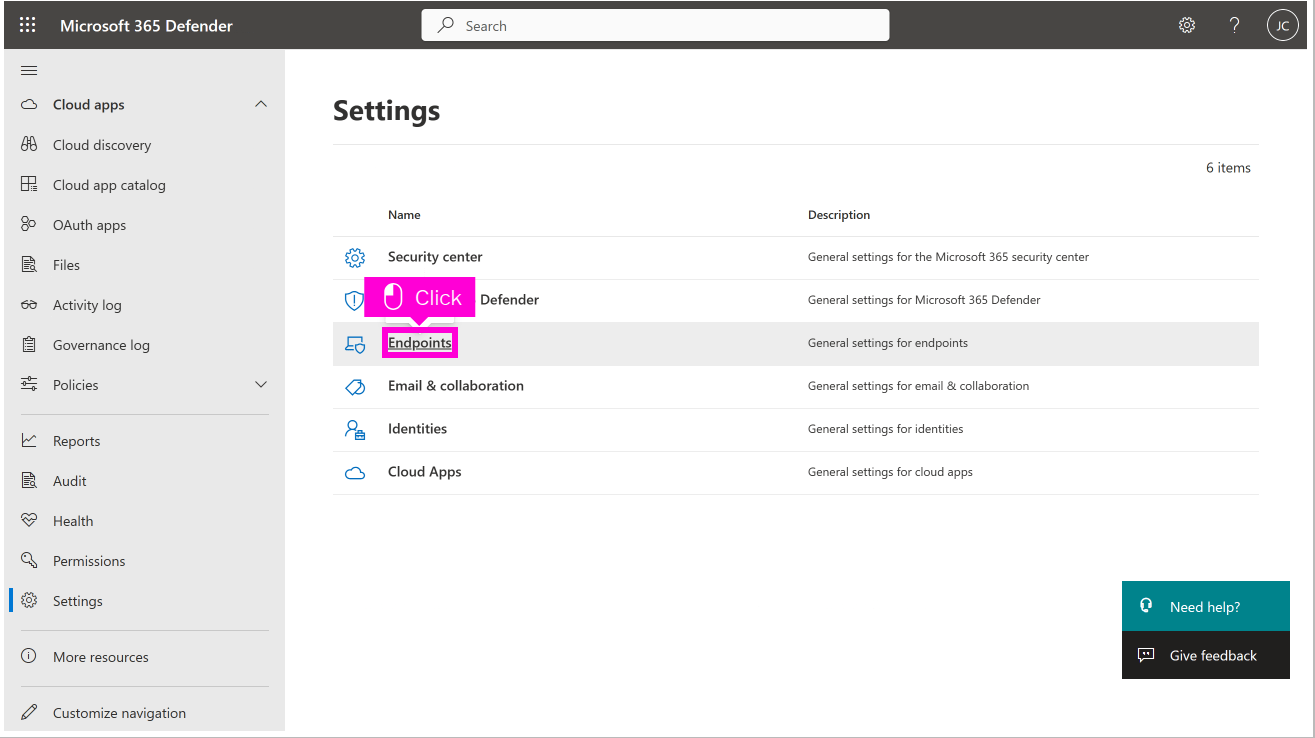 Microsoft 365 Defender
Search
JC
Cloud apps
Cloud discovery
Cloud app catalog
OAuth apps
Files
Activity log
Governance log
Policies
Reports
Audit
Health
Permissions
Settings
More resources
Customize navigation
Settings
6 items
Name Description
Security center General settings for the Microsoft 365 security center
Click
Defender General settings for Microsoft 365 Defender
Endpoints General settings for endpoints
Email & collaboration General settings for email & collaboration
Identities General settings for identities
Cloud Apps General settings for cloud apps
Need help?
Give feedback